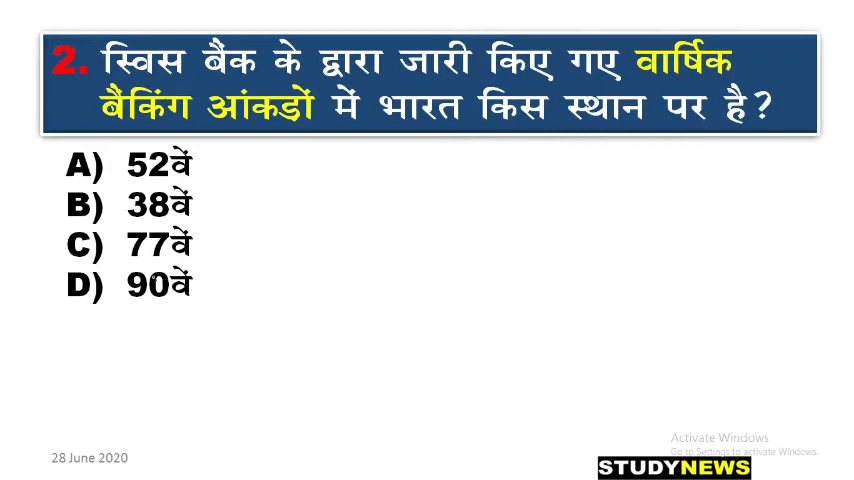 2. स्विस बैंक के द्वारा जारी किए गए वार्षिक
बैंकिंग आंकड़ों में भारत किस स्थान पर है?
A) 52वें
B) 38वें
C) 77वें
D) 90वें
Activate Windows
Go to Settings to activate Windows.
28 June 2020
STUDYNEWS